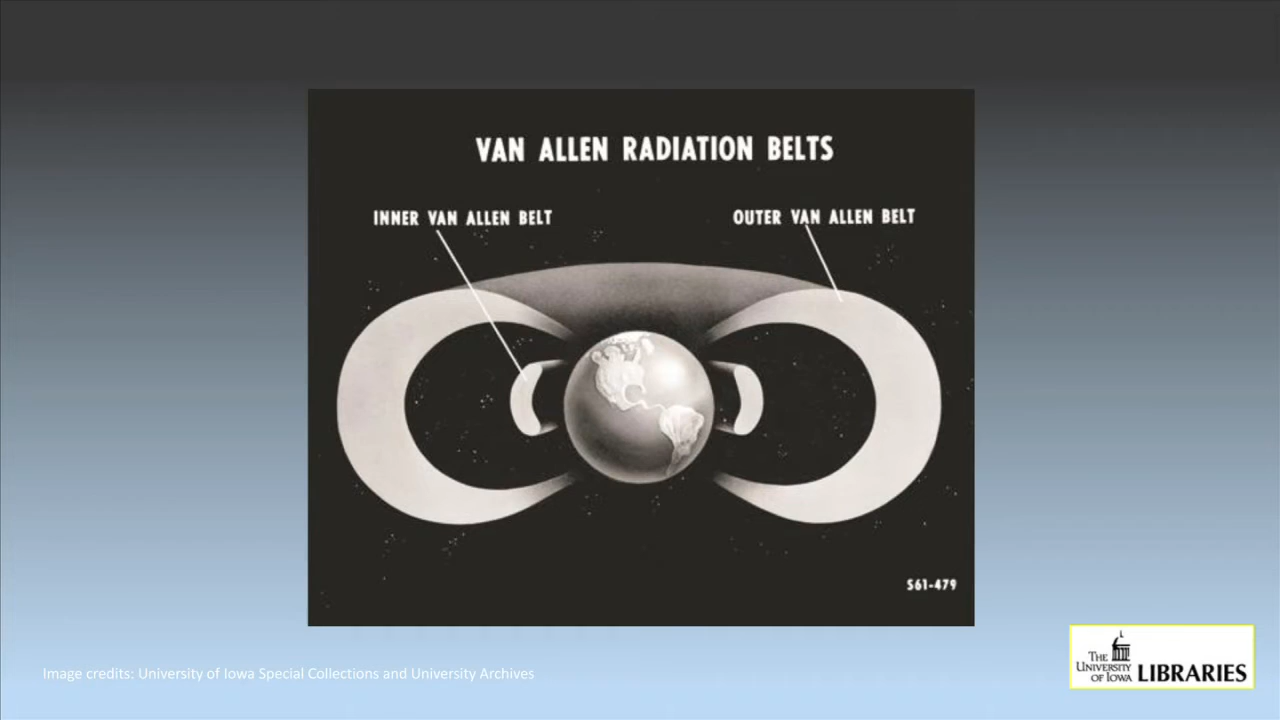 VAN ALLEN RADIATION BELTS
INNER VAN ALLEN BELT
OUTER VAN ALLEN BELT
S61-479
Image credits: University of Iowa Special Collections and University Archives
THE
UNIVERSITY
OF IOWA LIBRARIES